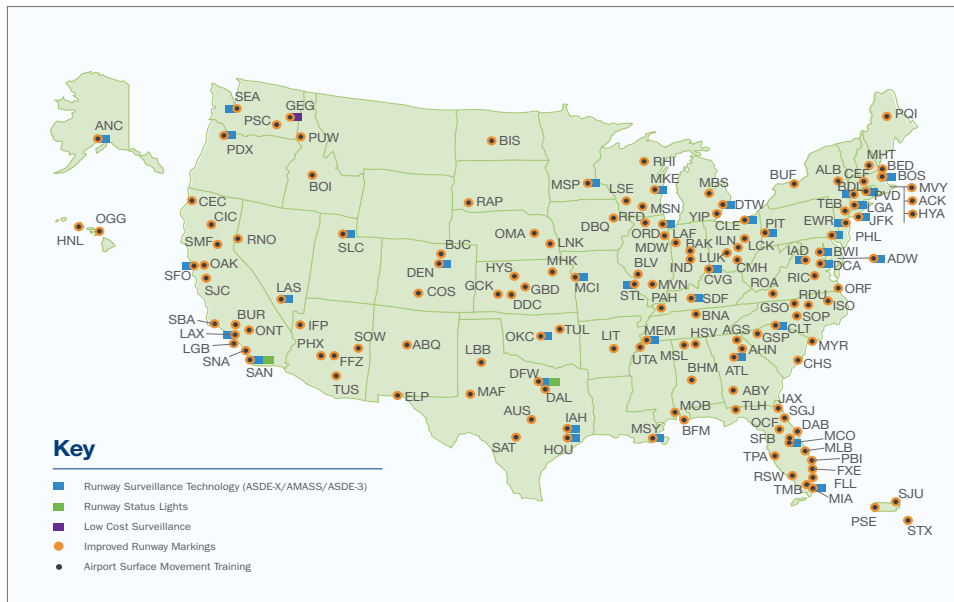 SEA
GEG
PSC
PUW
PDX
ANC
BOI
CEC
CIC
SMF
RNO
OAK
SFO
SJC
OGG
HNL
SLC
LAS
SBA
BUR
ONT
LAX
LGB
SNA
SAN
IFP
PHX
FFZ
SOW
TUS
ABQ
ELP
BIS
RAP
OMA
LNK
BJC
DEN
COS
HYS
MHK
GCK
GBD
DDC
MCI
OKC
TUL
LBB
MAF
DFW
DAL
AUS
SAT
IAH
HOU
MSP
LSE
DBQ
RHI
MKE
MSN
RFD
ORD
MDW
LAF
MBS
DTW
YIP
CLE
PIT
BAK
ILN
LCK
IND
LUK
CMH
CVG
BLV
STL
MVN
PAH
SDF
BNA
LIT
MEM
UTA
MSL
HSV
BHM
AGS
AHN
ATL
GSP
CLT
MOB
BFM
MSY
ABY
TLH
JAX
SGJ
OCF
DAB
SFB
MCO
MLB
TPA
PBI
FXE
RSW
FLL
TMB
MIA
PSE
SJU
STX
ROA
GSO
RDU
SOP
ISO
MYR
CHS
ORF
RIC
IAD
BWI
DCA
ADW
PHL
EWR
JFK
LGA
TEB
PVD
BDL
ALB
CEF
BUF
MHT
BED
BOS
PQI
MVY
ACK
HYA
Key
Runway Surveillance Technology (ASDE-X/AMASS/ASDE-3)
Runway Status Lights
Low Cost Surveillance
Improved Runway Markings
Airport Surface Movement Training